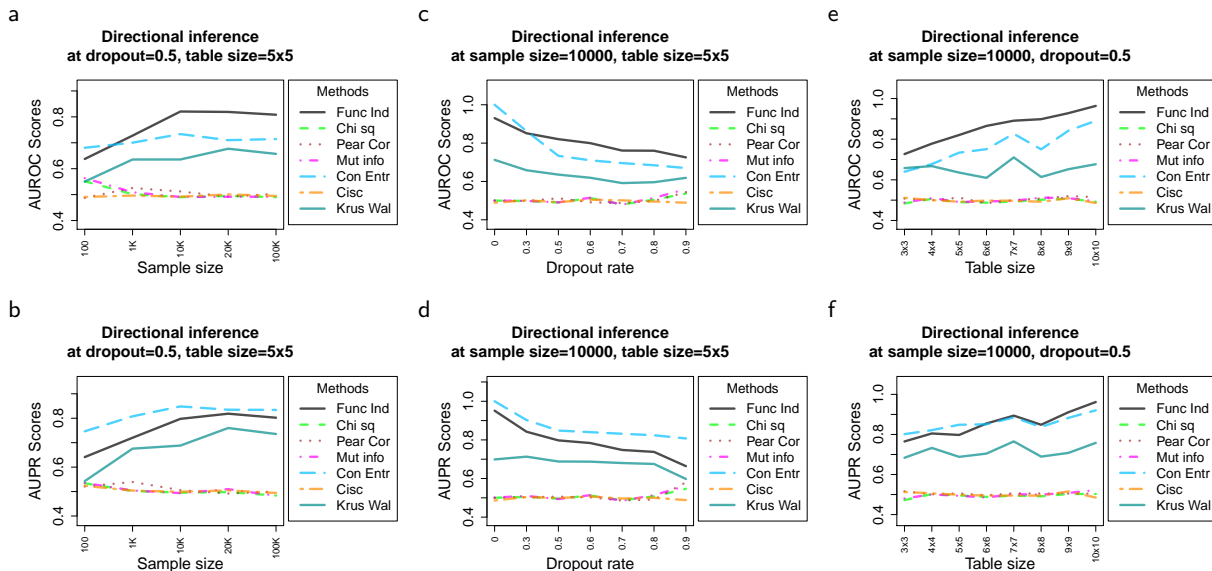 a
Directional inference
at dropout=0.5, table size=5x5
AUROC Scores
0.4
0.6
0.8
100
1K
10K
20K
100K
Sample size
Methods
Func Ind
Chi sq
Pear Cor
Mut info
Con Entr
Cisc
Krus Wal
c
Directional inference
at sample size=10000, table size=5x5
AUROC Scores
0.4
0.6
0.8
1.0
0
0.3
0.5
0.6
0.7
0.8
0.9
Dropout rate
Methods
Func Ind
Chi sq
Pear Cor
Mut info
Con Entr
Cisc
Krus Wal
e
Directional inference
at sample size=10000, dropout=0.5
AUROC Scores
0.4
0.6
0.8
1.0
3x3
4x4
5x5
6x6
7x7
8x8
9x9
10x10
Table size
Methods
Func Ind
Chi sq
Pear Cor
Mut info
Con Entr
Cisc
Krus Wal
b
Directional inference
at dropout=0.5, table size=5x5
AUPR Scores
0.4
0.6
0.8
100
1K
10K
20K
100K
Sample size
Methods
Func Ind
Chi sq
Pear Cor
Mut info
Con Entr
Cisc
Krus Wal
d
Directional inference
at sample size=10000, table size=5x5
AUPR Scores
0.4
0.6
0.8
1.0
0
0.3
0.5
0.6
0.7
0.8
0.9
Dropout rate
Methods
Func Ind
Chi sq
Pear Cor
Mut info
Con Entr
Cisc
Krus Wal
f
Directional inference
at sample size=10000, dropout=0.5
AUPR Scores
0.4
0.6
0.8
1.0
3x3
4x4
5x5
6x6
7x7
8x8
9x9
10x10
Table size
Methods
Func Ind
Chi sq
Pear Cor
Mut info
Con Entr
Cisc
Krus Wal